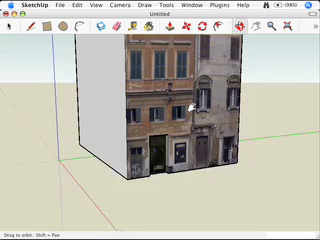 SketchUp File Edit View Camera Draw Tools Window Plugins Help
Untitled
Drag to orbit. Shift = Pan